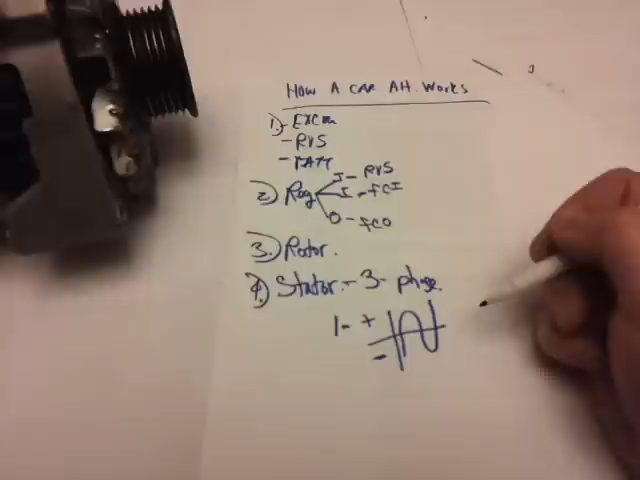 How A CAR Alt. Works
1)- EXC
- RVS
- BATT
2) Reg I - RVS
I - FCI
O - FCO
3) Rotor.
4) Stator - 3 - phase.
1- +
-